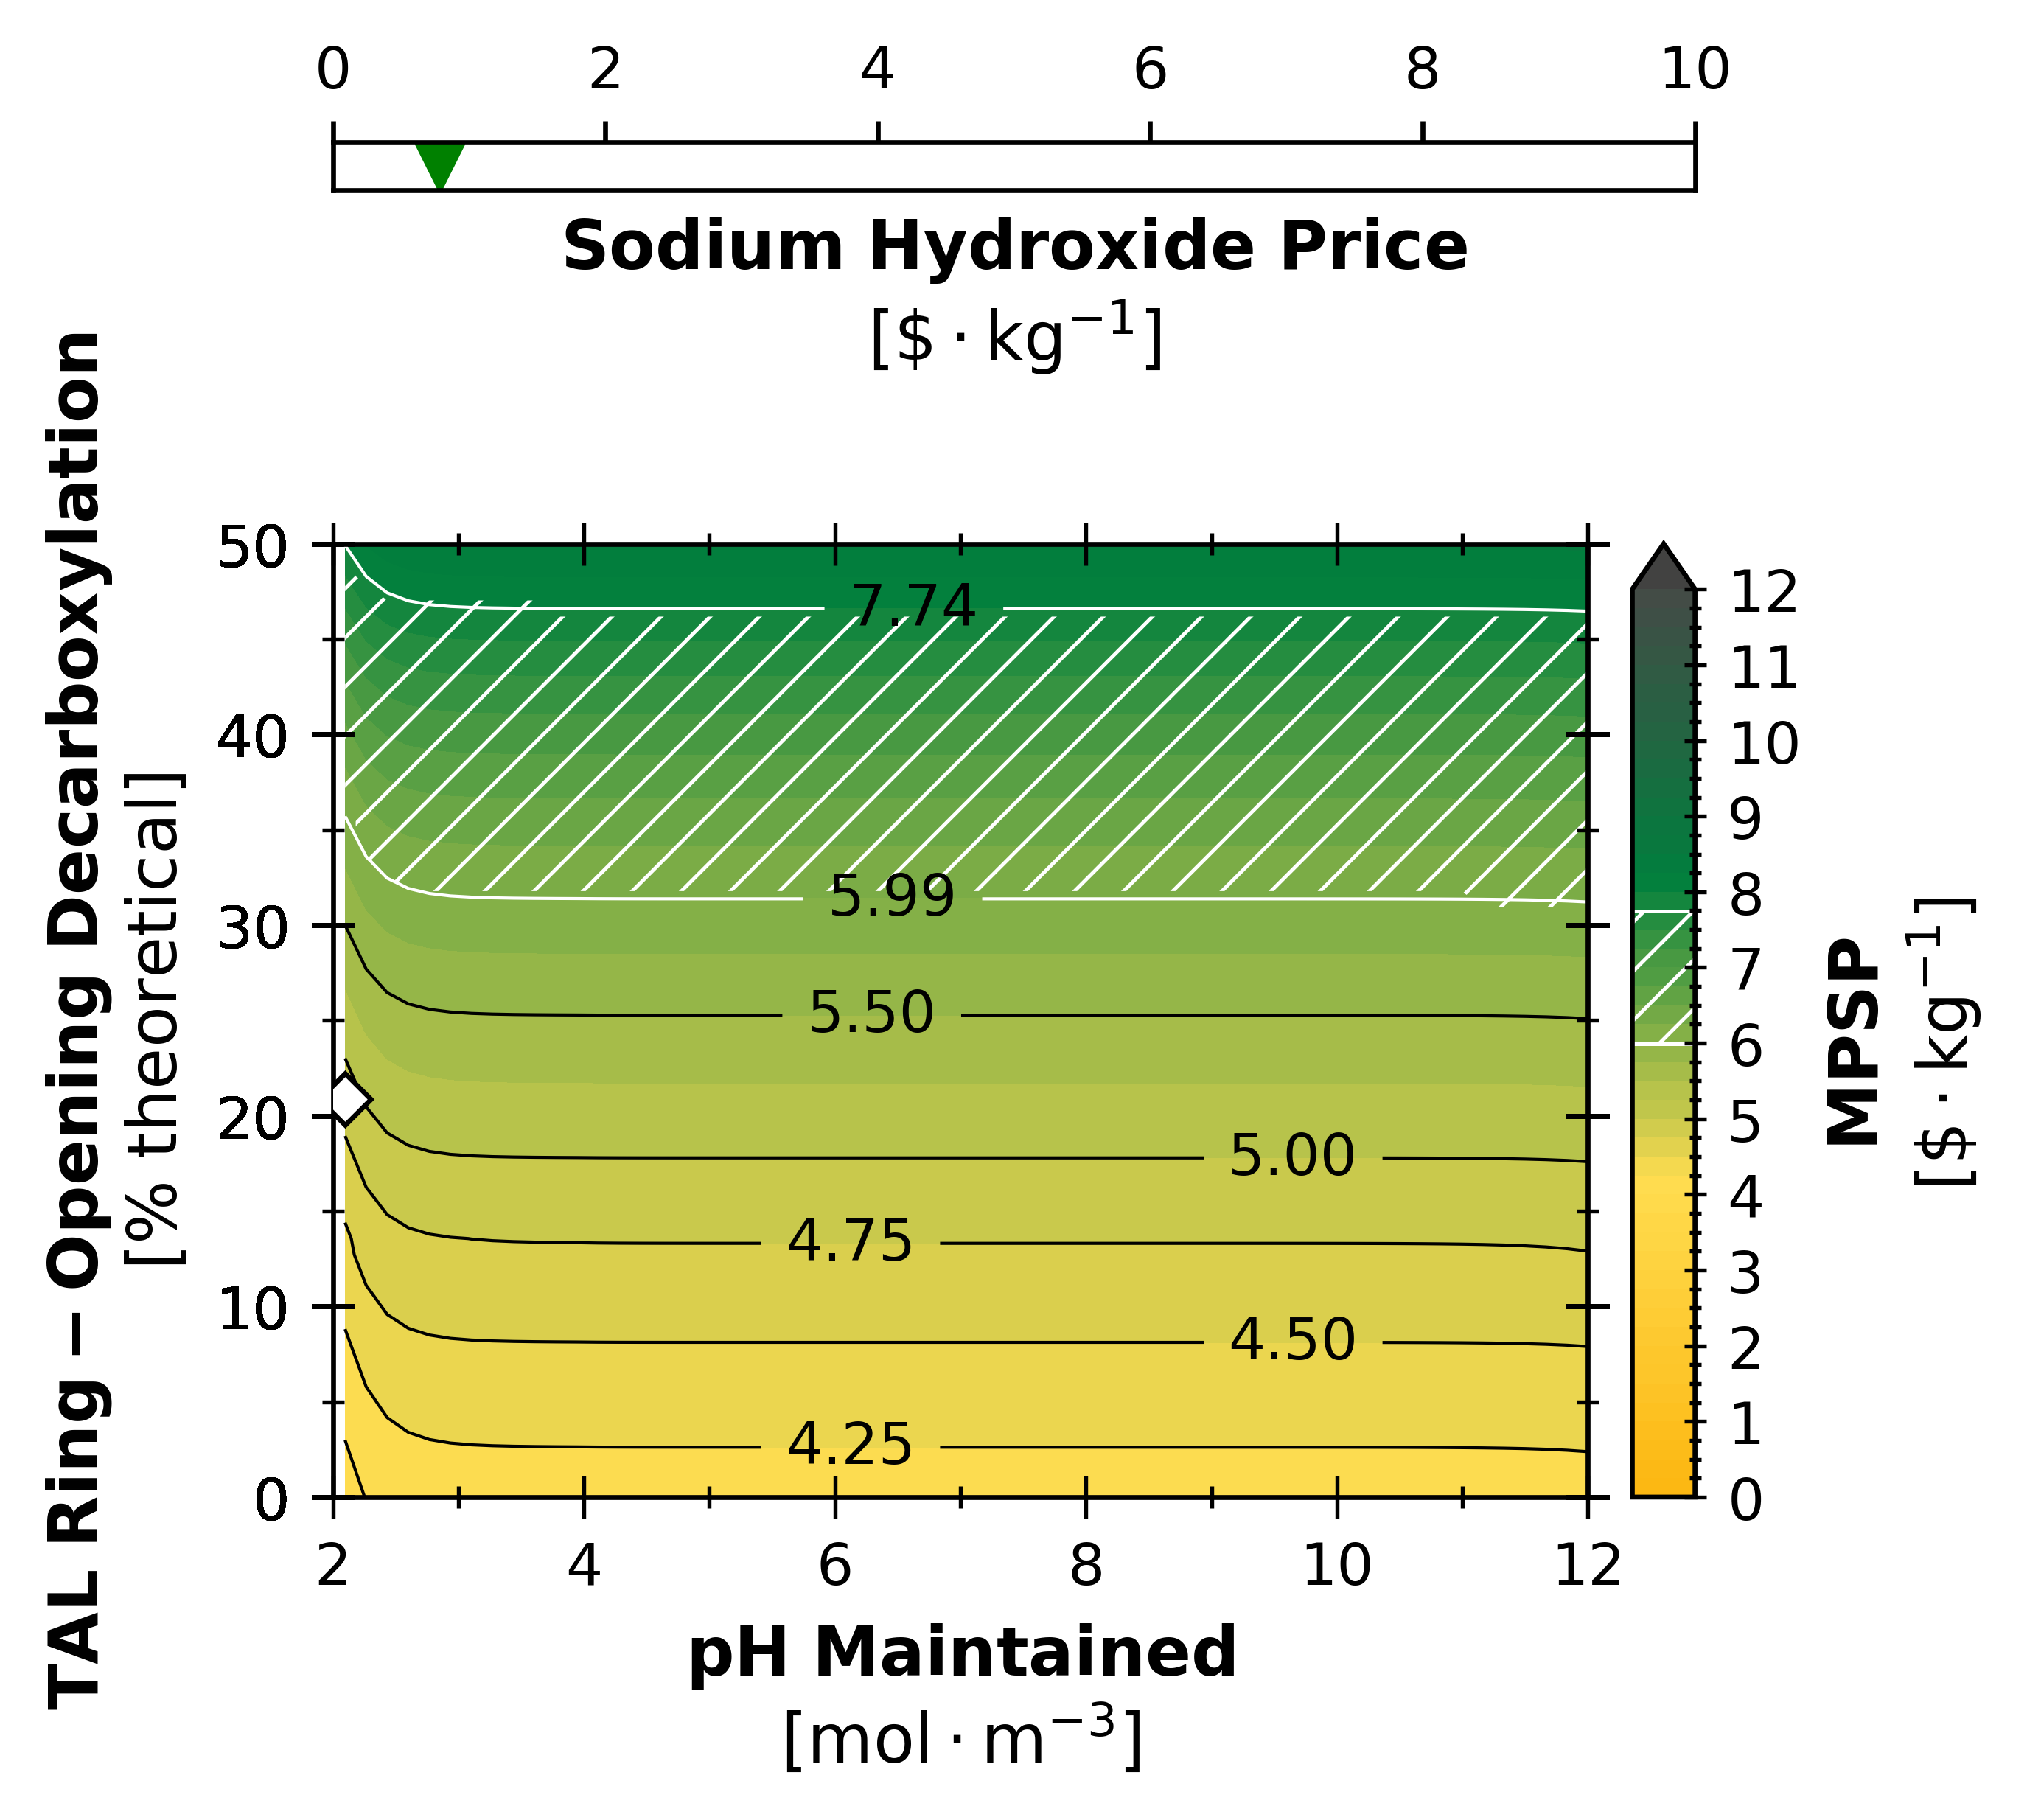 0 2 4 6 8 10
Sodium Hydroxide Price
[$ · kg⁻¹]
TAL Ring − Opening Decarboxylation
[% theoretical]
50
40
30
20
10
0
7.74
5.99
5.50
5.00
4.75
4.50
4.25
2 4 6 8 10 12
pH Maintained
[mol · m⁻³]
12
11
10
9
8
7
6
5
4
3
2
1
0
MPSP
[$ · kg⁻¹]